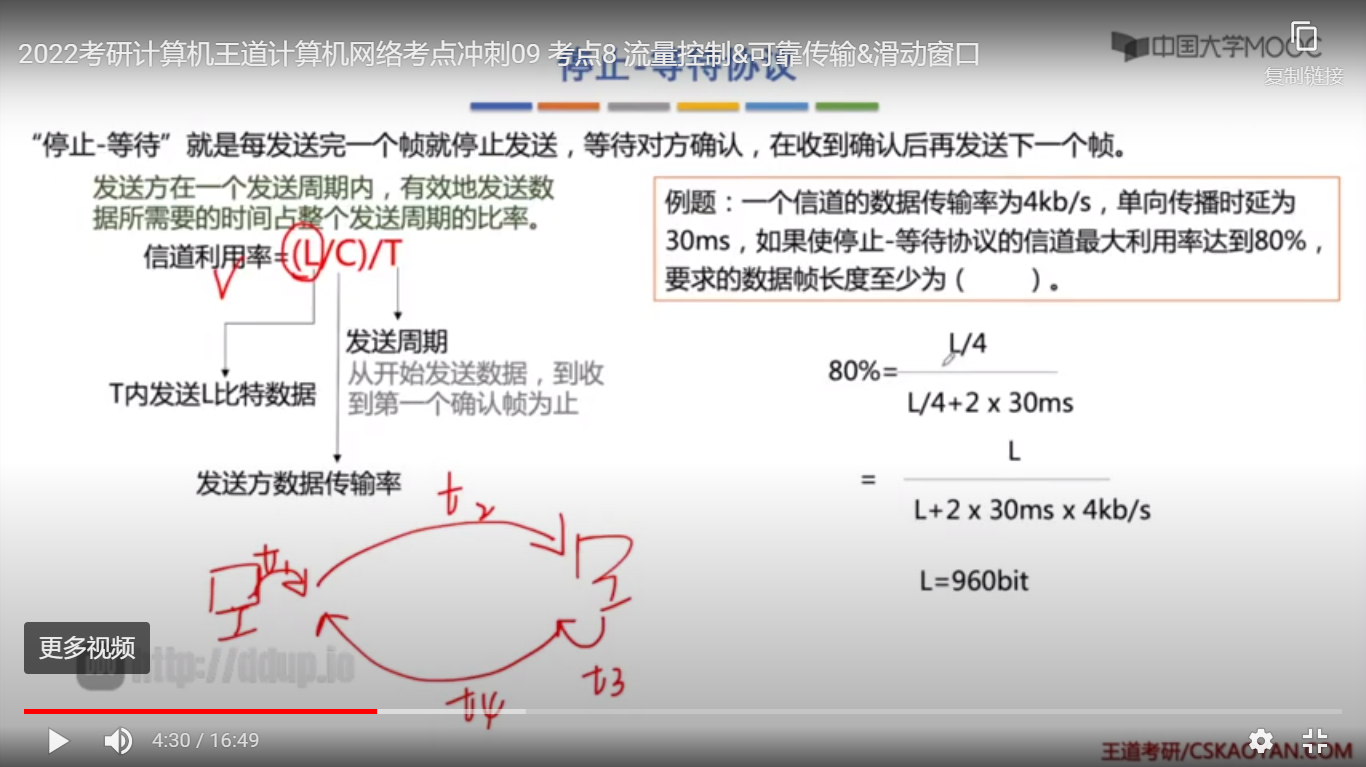 2022考研计算机王道计算机网络考点冲刺09 考点8 流量控制&可靠传输&滑动窗口
中国大学MOOC
停止-等待协议
复制链接
“停止-等待”就是每发送完一个帧就停止发送，等待对方确认，在收到确认后再发送下一个帧。
发送方在一个发送周期内，有效地发送数
据所需要的时间占整个发送周期的比率。
信道利用率=(L/C)/T
发送周期
从开始发送数据，到收
到第一个确认帧为止
T内发送L比特数据
发送方数据传输率
例题：一个信道的数据传输率为4kb/s，单向传播时延为
30ms，如果使停止-等待协议的信道最大利用率达到80%，
要求的数据帧长度至少为（ ）。
L/4
80%=
L/4+2 x 30ms
L
=
L+2 x 30ms x 4kb/s
L=960bit
t2
t1
t3
t4
更多视频
http://ddup.io
4:30 / 16:49
王道考研/CSKAOYAN.COM